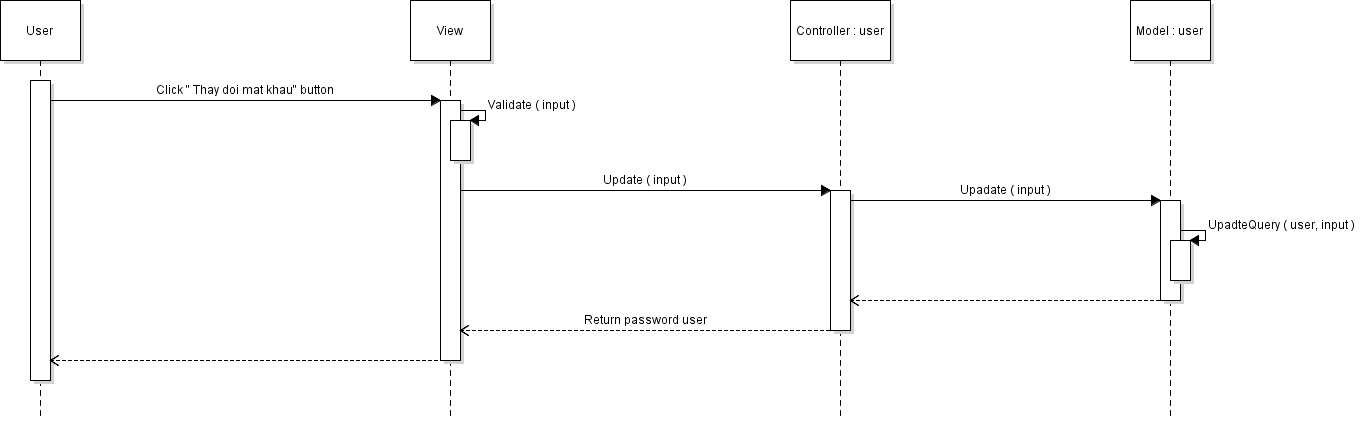 User
View
Controller : user
Model : user
Click " Thay doi mat khau" button
Validate ( input )
Update ( input )
Upadate ( input )
UpadteQuery ( user, input )
Return password user